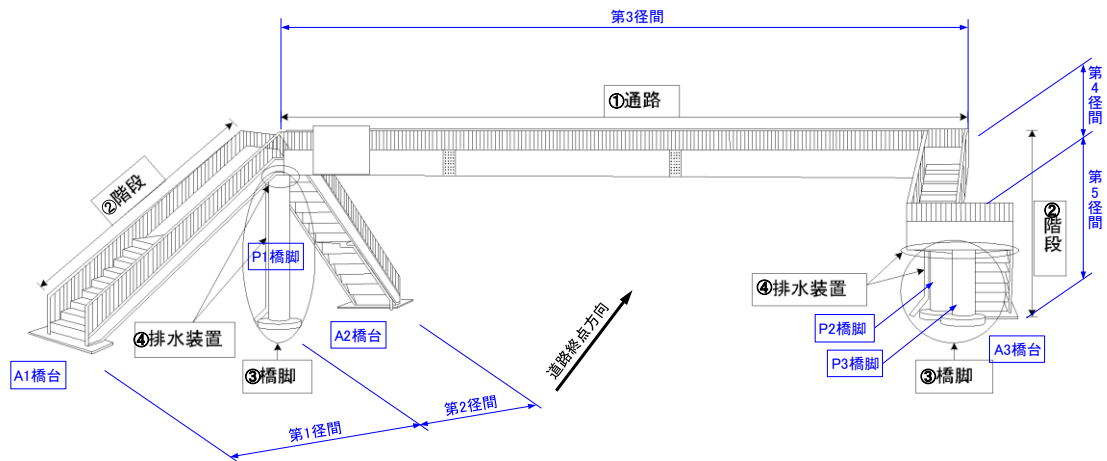 第3径間
①通路
第4径間
②階段
第5径間
②階段
P1橋脚
④排水装置
④排水装置
P2橋脚
A2橋台
道路終点方向
A3橋台
P3橋脚
A1橋台
③橋脚
③橋脚
第2径間
第1径間